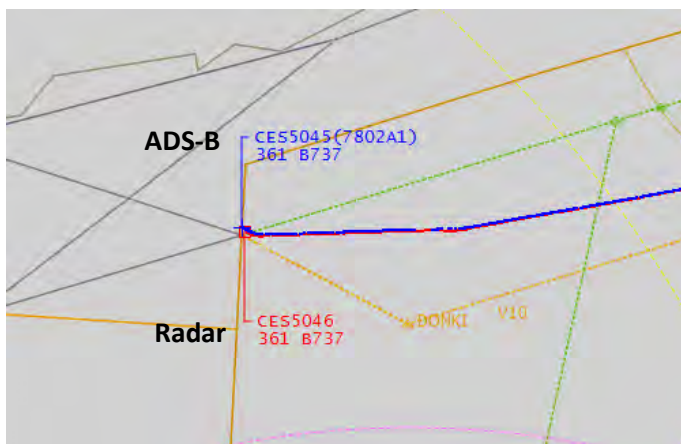 ADS-B
CES5045(7802A1)
361 B737
CES5046
361 B737
Radar
DONKI
V10